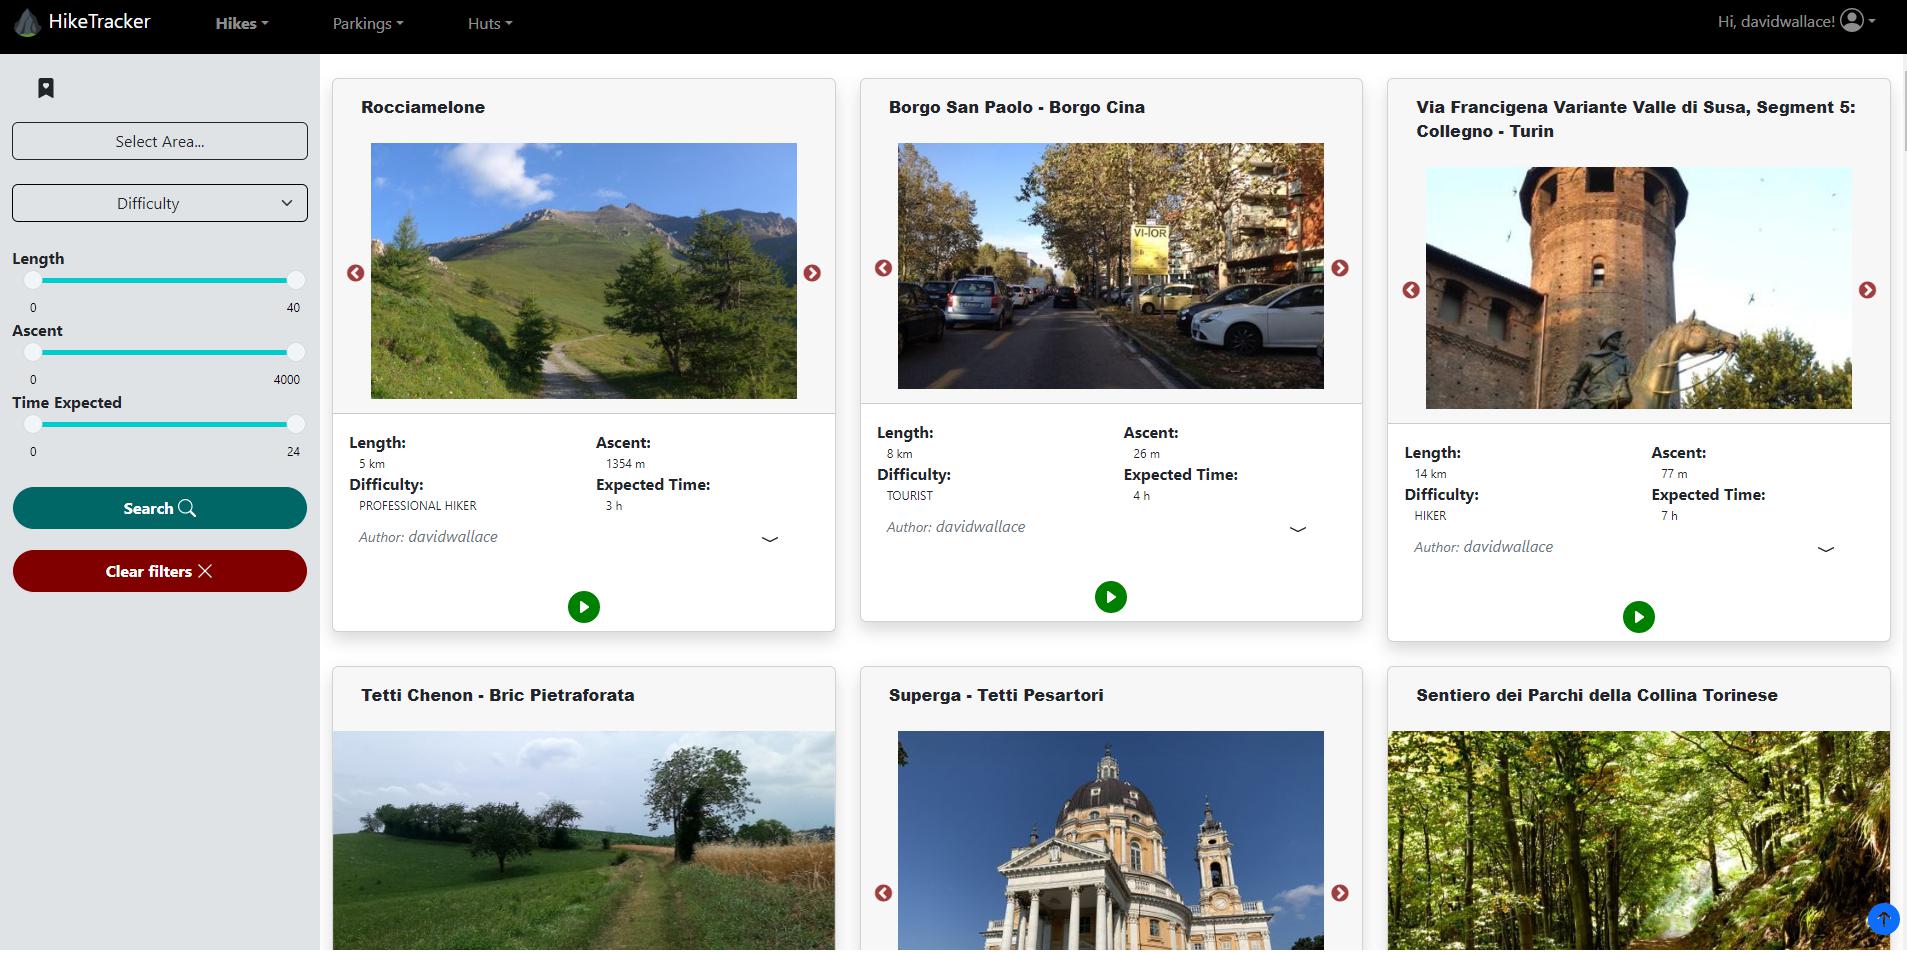 HikeTracker
Hikes
Parkings
Huts
Hi, davidwallace!
Select Area...
Difficulty
Length
0 40
Ascent
0 4000
Time Expected
0 24
Search
Clear filters
Rocciamelone
Length:
5 km
Ascent:
1354 m
Difficulty:
PROFESSIONAL HIKER
Expected Time:
3 h
Author: davidwallace
Borgo San Paolo - Borgo Cina
VI-TOR
Length:
8 km
Ascent:
26 m
Difficulty:
TOURIST
Expected Time:
4 h
Author: davidwallace
Via Francigena Variante Valle di Susa, Segment 5:
Collegno - Turin
Length:
14 km
Ascent:
77 m
Difficulty:
HIKER
Expected Time:
7 h
Author: davidwallace
Tetti Chenon - Bric Pietraforata
Superga - Tetti Pesartori
Sentiero dei Parchi della Collina Torinese